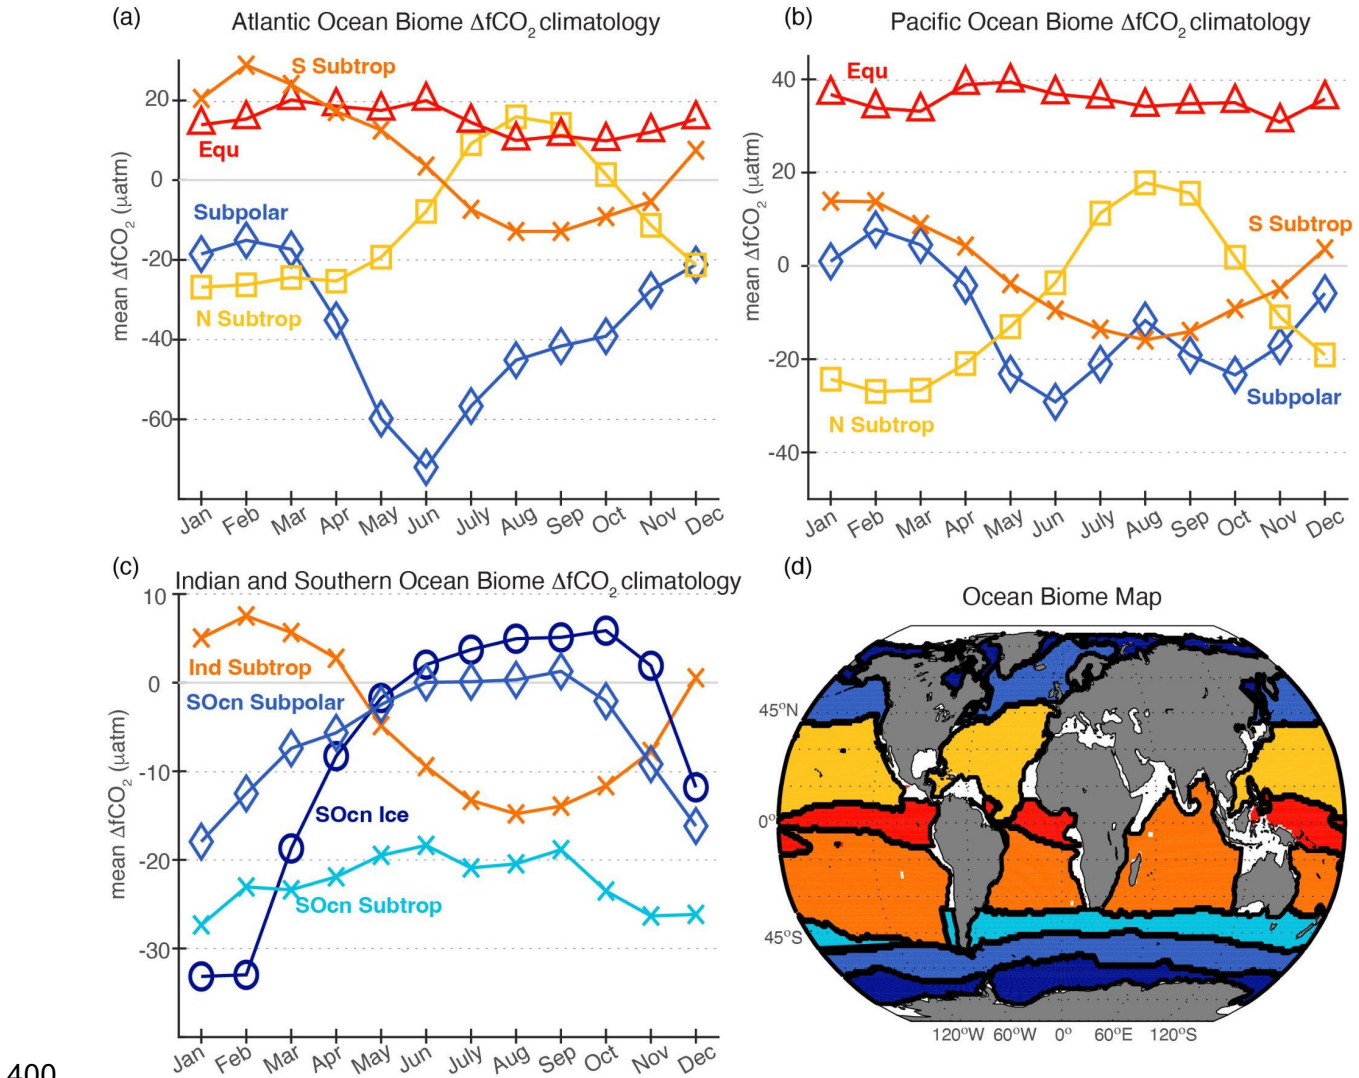 (a)
Atlantic Ocean Biome ΔfCO2 climatology
mean ΔfCO2 (µatm)
20
0
-20
-40
-60
S Subtrop
Equ
Subpolar
N Subtrop
Jan Feb Mar Apr May Jun July Aug Sep Oct Nov Dec
(b)
Pacific Ocean Biome ΔfCO2 climatology
mean ΔfCO2 (µatm)
40
20
0
-20
-40
Equ
S Subtrop
Subpolar
N Subtrop
Jan Feb Mar Apr May Jun July Aug Sep Oct Nov Dec
(c)
Indian and Southern Ocean Biome ΔfCO2 climatology
mean ΔfCO2 (µatm)
10
0
-10
-20
-30
Ind Subtrop
SOcn Subpolar
SOcn Ice
SOcn Subtrop
Jan Feb Mar Apr May Jun July Aug Sep Oct Nov Dec
(d)
Ocean Biome Map
45°N
0°
45°S
120°W 60°W 0° 60°E 120°S
400